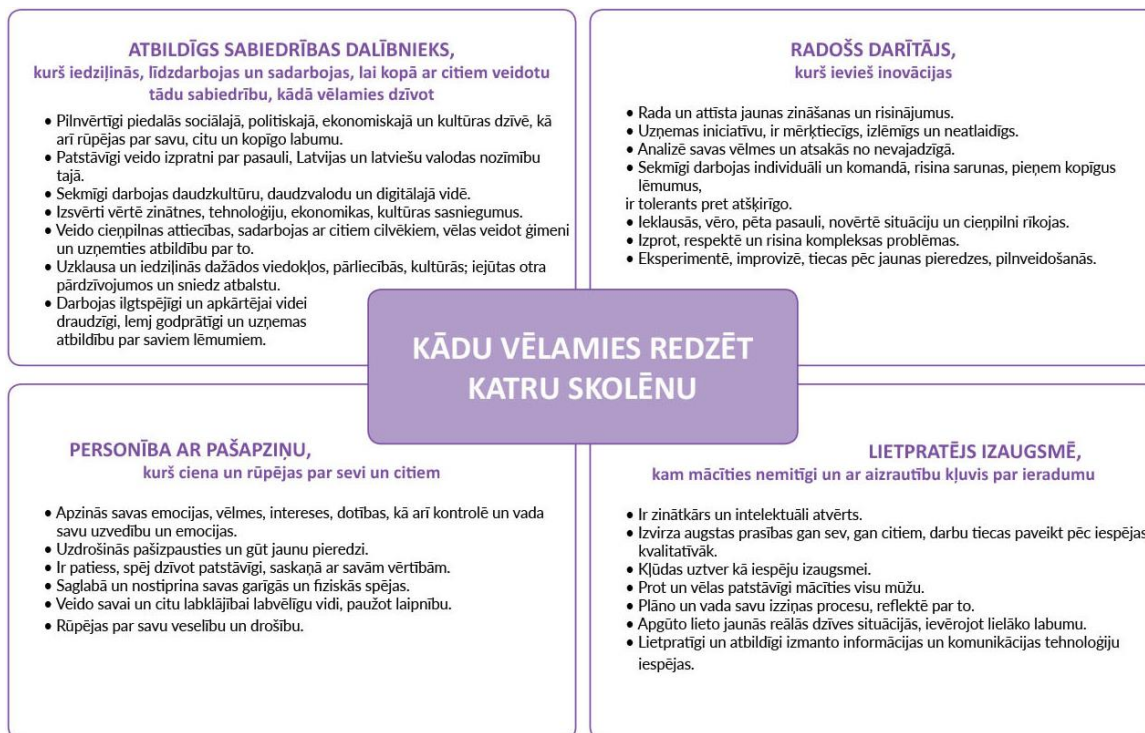 ATBILDĪGS SABIEDRĪBAS DALĪBNIEKS,
kurš iedziļinās, līdzdarbojas un sadarbojas, lai kopā ar citiem veidotu
tādu sabiedrību, kādā vēlamies dzīvot
• Pilnvērtīgi piedalās sociālajā, politiskajā, ekonomiskajā un kultūras dzīvē, kā
arī rūpējas par savu, citu un kopīgo labumu.
• Patstāvīgi veido izpratni par pasauli, Latvijas un latviešu valodas nozīmību
tajā.
• Sekmīgi darbojas daudzkultūru, daudzvalodu un digitālajā vidē.
• Izsvērti vērtē zinātnes, tehnoloģiju, ekonomikas, kultūras sasniegumus.
• Veido cieņpilnas attiecības, sadarbojas ar citiem cilvēkiem, vēlas veidot ģimeni
un uzņemties atbildību par to.
• Uzklausa un iedziļinās dažādos viedokļos, pārliecībās, kultūrās; iejūtas otra
pārdzīvojumos un sniedz atbalstu.
• Darbojas ilgtspējīgi un apkārtējai videi
draudzīgi, lemj godprātīgi un uzņemas
atbildību par saviem lēmumiem.
RADOŠS DARĪTĀJS,
kurš ievieš inovācijas
• Rada un attīsta jaunas zināšanas un risinājumus.
• Uzņemas iniciatīvu, ir mērķtiecīgs, izlēmīgs un neatlaidīgs.
• Analizē savas vēlmes un atsakās no nevajadzīgā.
• Sekmīgi darbojas individuāli un komandā, risina sarunas, pieņem kopīgus
lēmumus,
ir tolerants pret atšķirīgo.
• Ieklausās, vēro, pēta pasauli, novērtē situāciju un cieņpilni rīkojas.
• Izprot, respektē un risina kompleksas problēmas.
• Eksperimentē, improvizē, tiecas pēc jaunas pieredzes, pilnveidošanās.
KĀDU VĒLAMIES REDZĒT
KATRU SKOLĒNU
PERSONĪBA AR PAŠAPZIŅU,
kurš ciena un rūpējas par sevi un citiem
• Apzinās savas emocijas, vēlmes, intereses, dotības, kā arī kontrolē un vada
savu uzvedību un emocijas.
• Uzdrošinās pašizpausties un gūt jaunu pieredzi.
• Ir patiess, spēj dzīvot patstāvīgi, saskaņā ar savām vērtībām.
• Saglabā un nostiprina savas garīgās un fiziskās spējas.
• Veido savai un citu labklājībai labvēlīgu vidi, paužot laipnību.
• Rūpējas par savu veselību un drošību.
LIETPRATĒJS IZAUGSMĒ,
kam mācīties nemitīgi un ar aizrautību kļuvis par ieradumu
• Ir zinātkārs un intelektuāli atvērts.
• Izvirza augstas prasības gan sev, gan citiem, darbu tiecas paveikt pēc iespējas
kvalitatīvāk.
• Kļūdas uztver kā iespēju izaugsmei.
• Prot un vēlas patstāvīgi mācīties visu mūžu.
• Plāno un vada savu izziņas procesu, reflektē par to.
• Apgūto lieto jaunās reālās dzīves situācijās, ievērojot lielāko labumu.
• Lietpratīgi un atbildīgi izmanto informācijas un komunikācijas tehnoloģiju
iespējas.